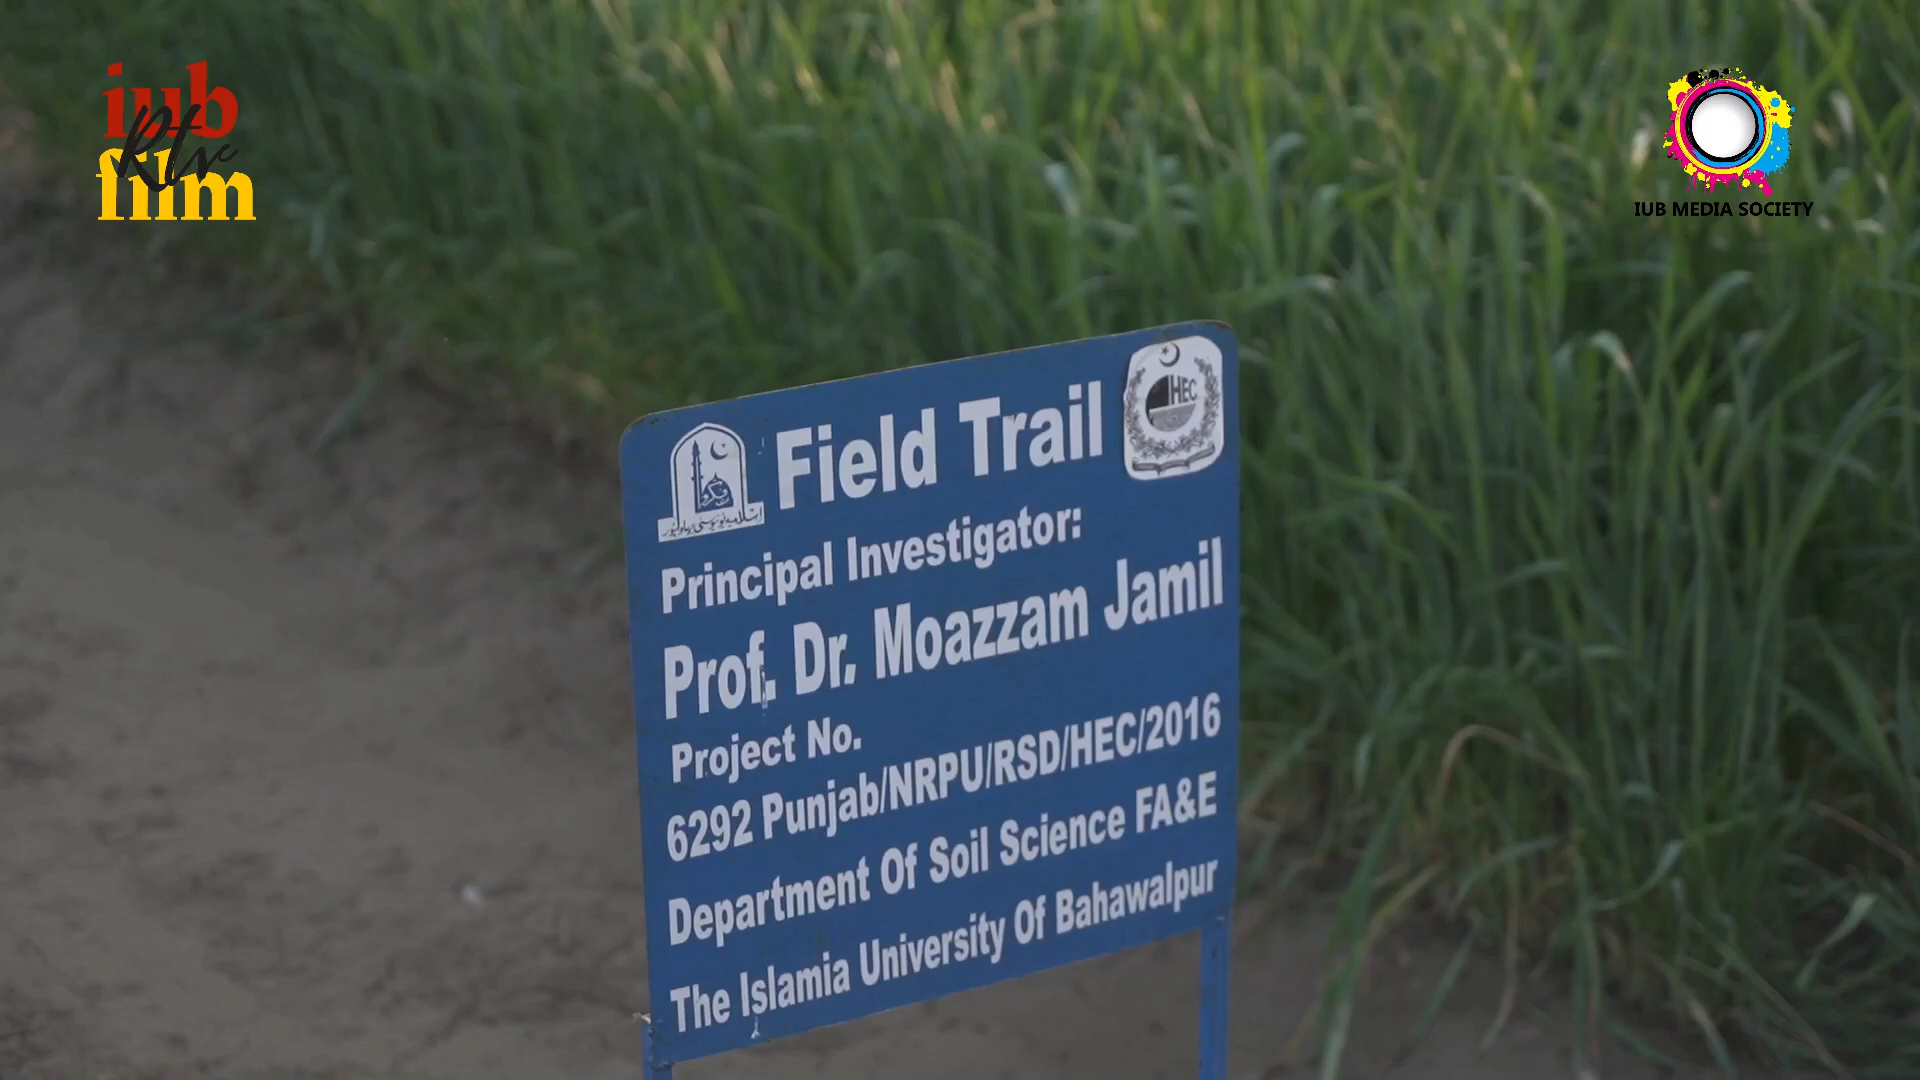 iub
Rtv
film
IUB MEDIA SOCIETY
Field Trail
HEC
Principal Investigator:
Prof. Dr. Moazzam Jamil
Project No.
6292 Punjab/NRPU/RSD/HEC/2016
Department Of Soil Science FA&E
The Islamia University Of Bahawalpur